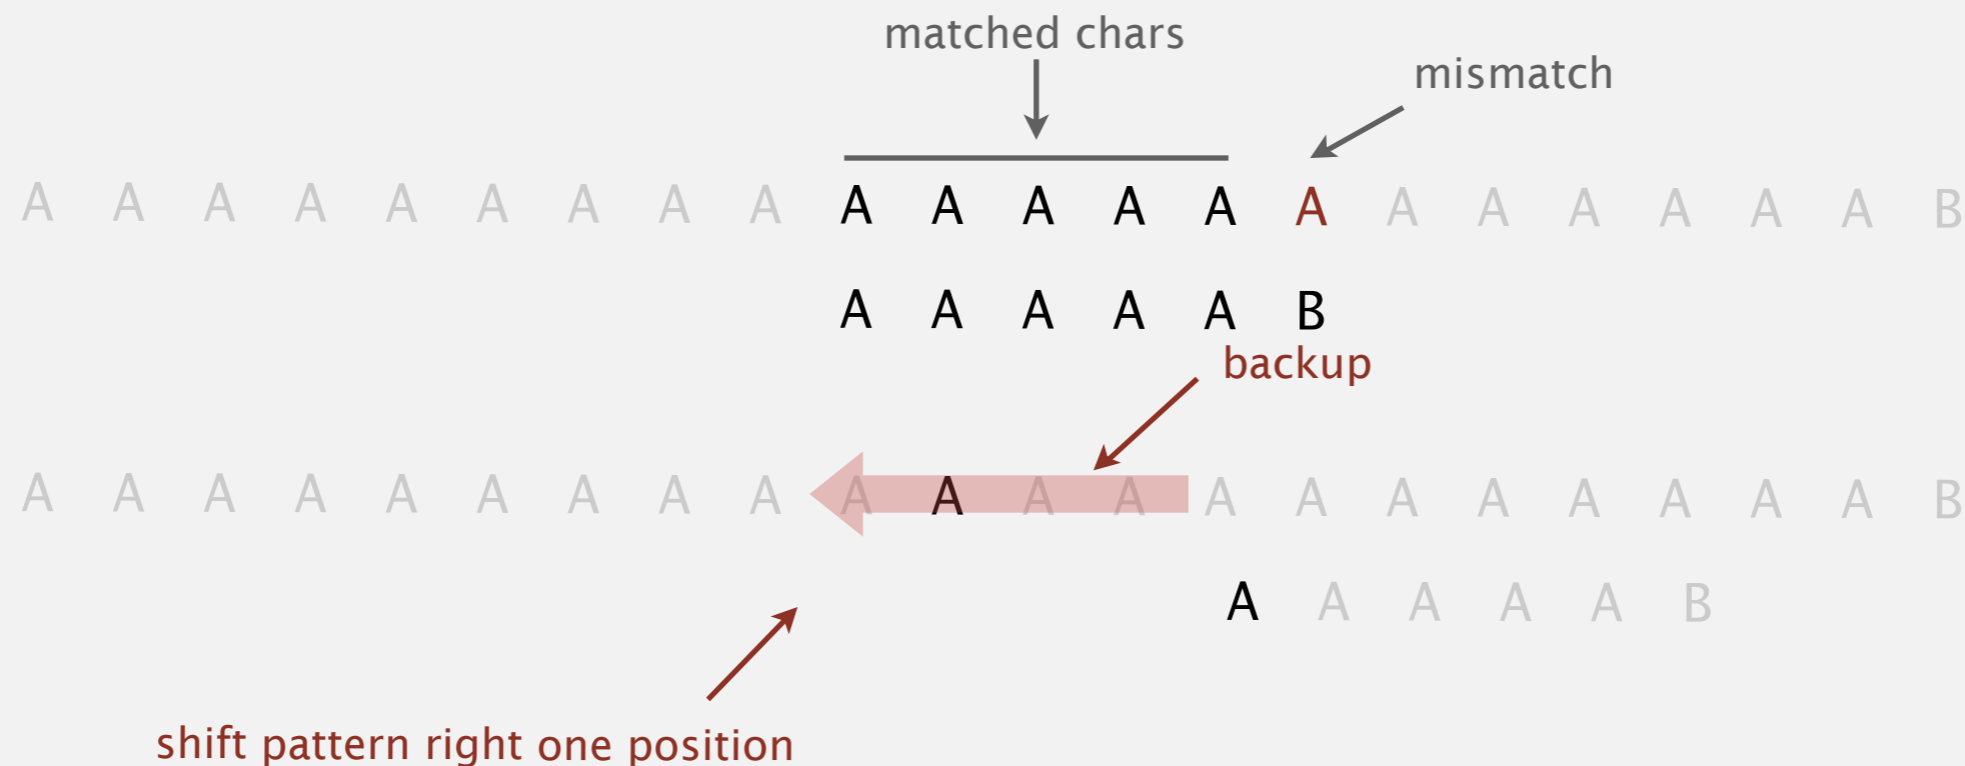 matched chars
mismatch
A A A A A A A A A A A A A A A A A A A A A B
A A A A A B
backup
A A A A A A A A A A A A A A A A A A A A A B
A A A A A B
shift pattern right one position